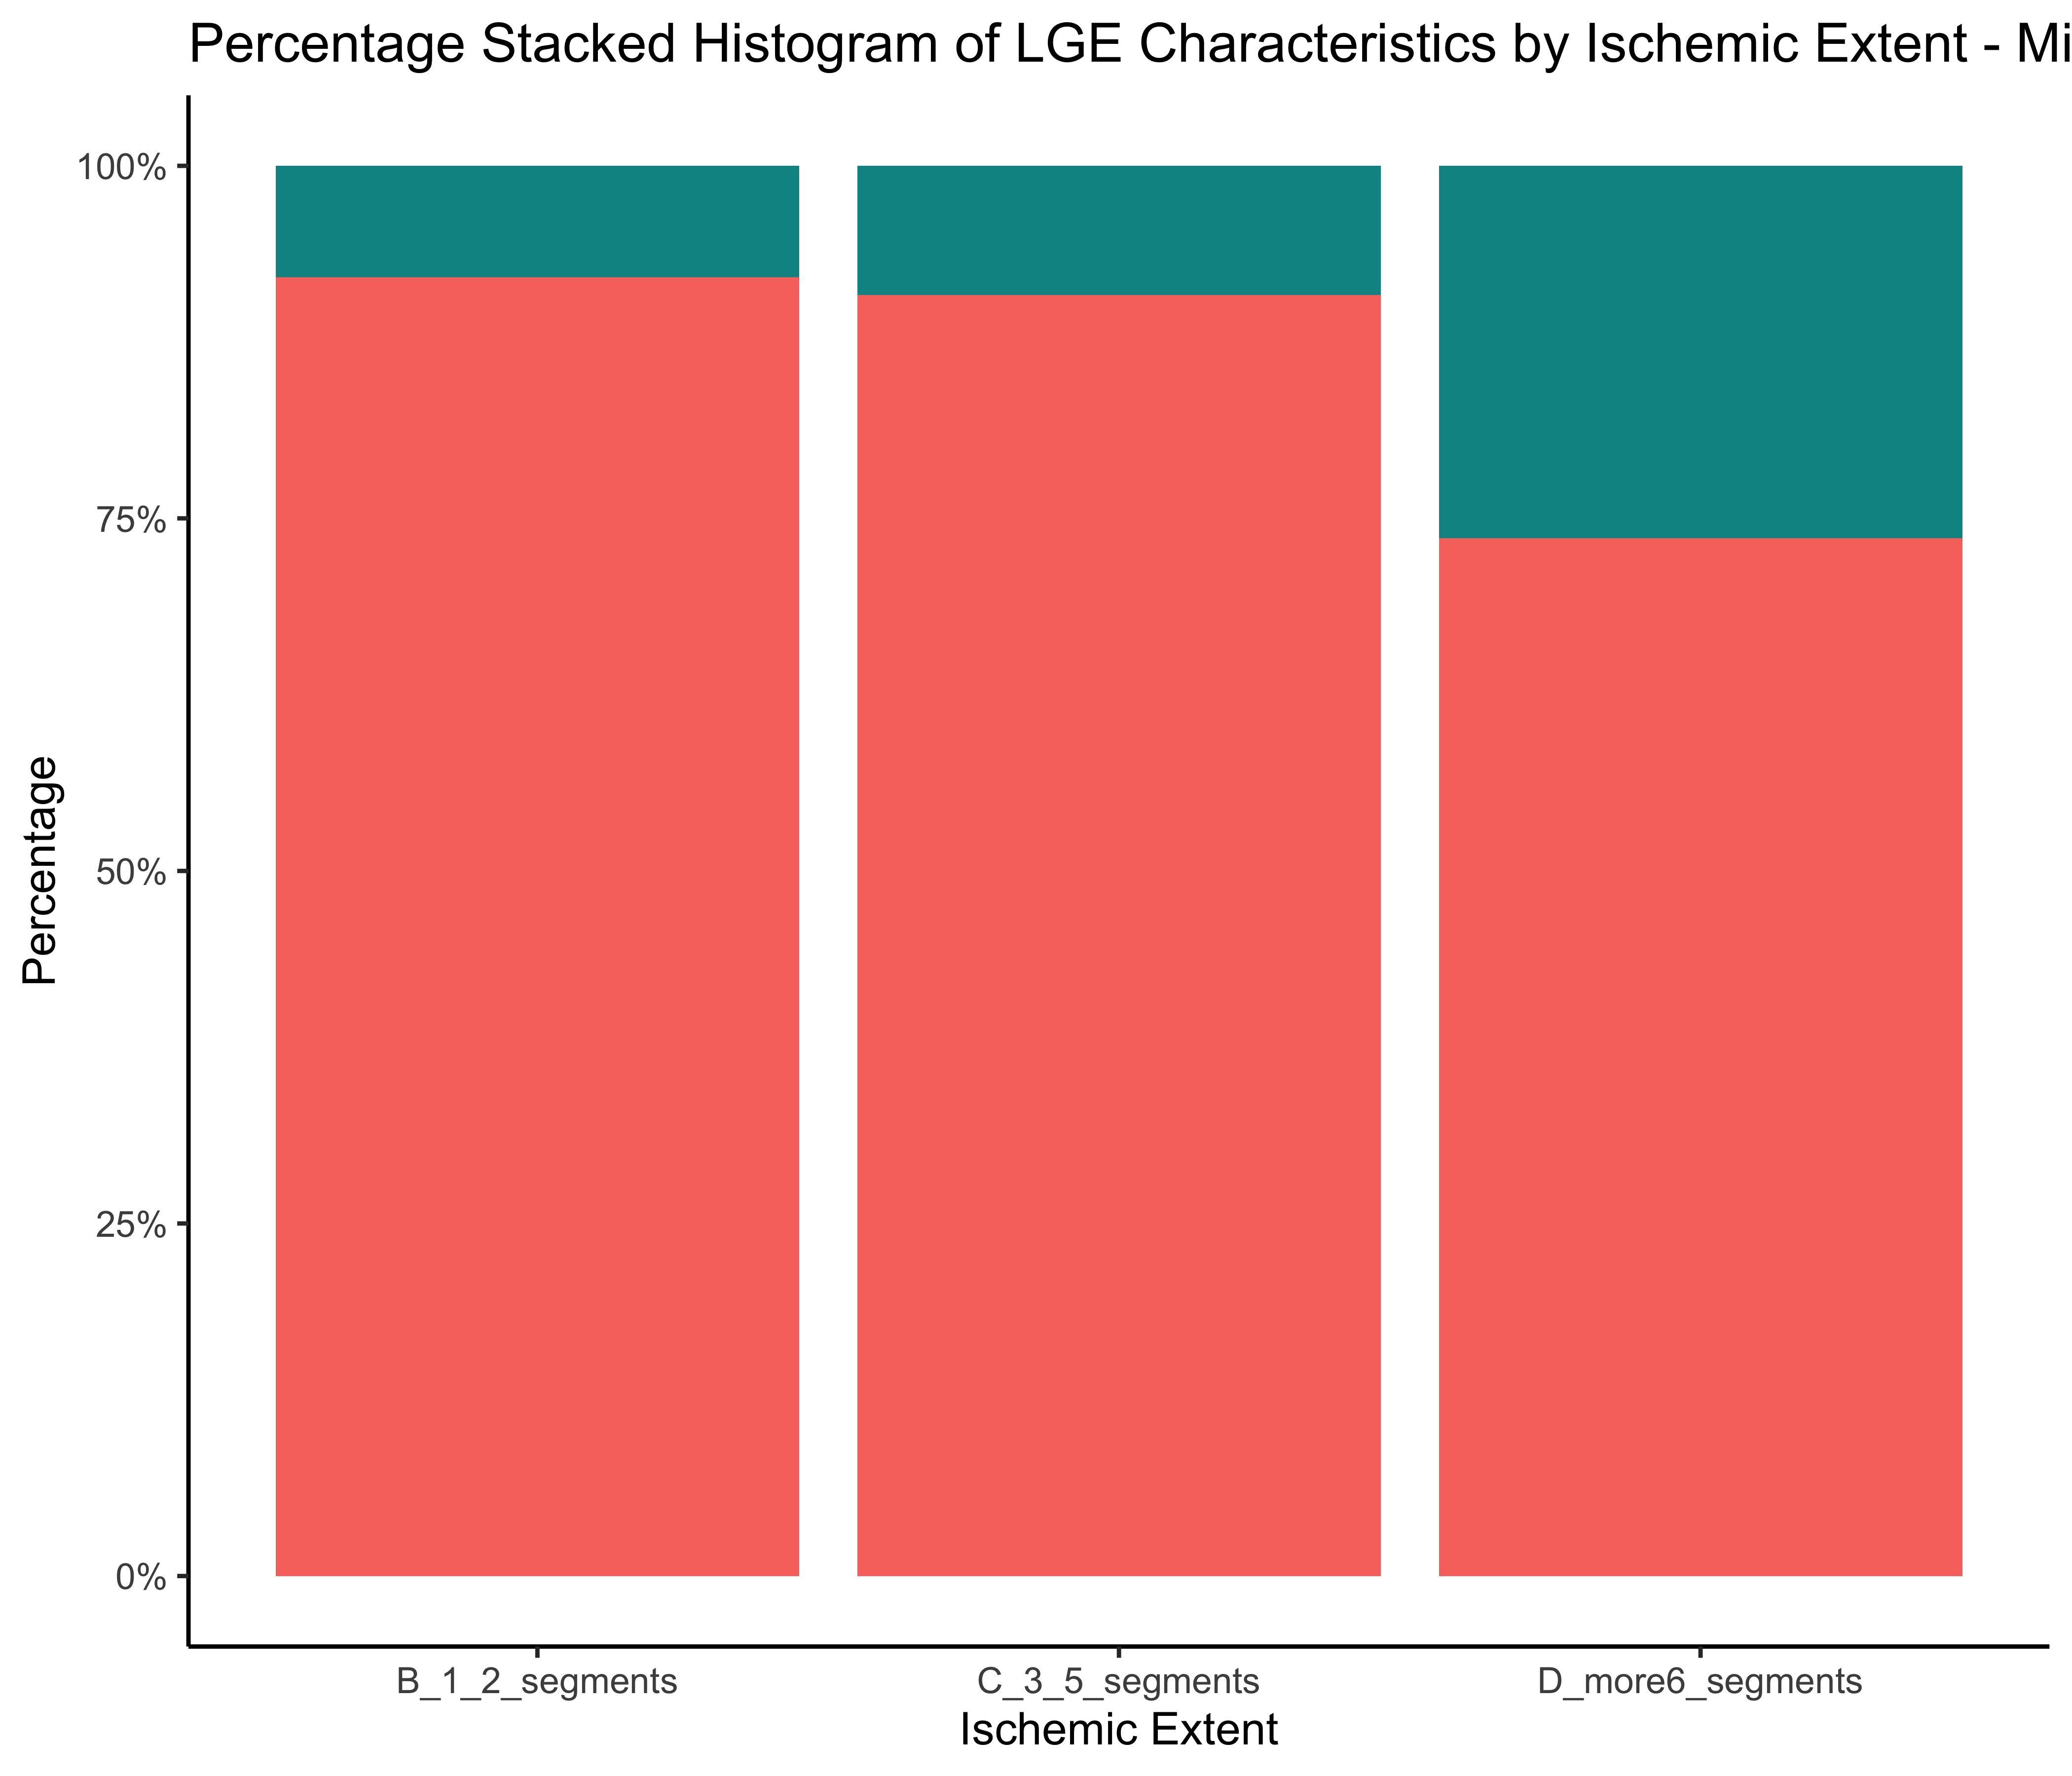 Percentage Stacked Histogram of LGE Characteristics by Ischemic Extent - Mi
Percentage
100%
75%
50%
25%
0%
B_1_2_segments
C_3_5_segments
D_more6_segments
Ischemic Extent